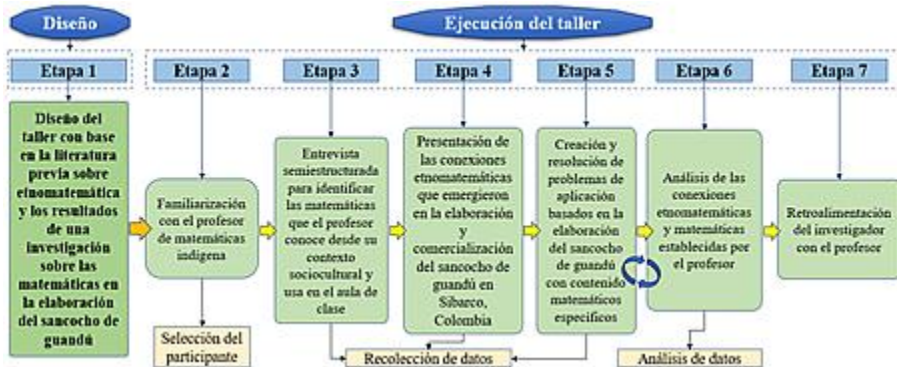 Diseño
Ejecución del taller
Etapa 1
Etapa 2
Etapa 3
Etapa 4
Etapa 5
Etapa 6
Etapa 7
Diseño del
taller con base
en la literatura
previa sobre
etnomatemática
y los resultados
de una
investigación
sobre las
matemáticas en
la elaboración
del sancocho de
guandú
Familiarización
con el profesor
de matemáticas
indígena
Selección del
participante
Entrevista
semiestructurada
para identificar
las matemáticas
que el profesor
conoce desde su
contexto
sociocultural y
usa en el aula de
clase
Presentación de
las conexiones
etnomatemáticas
que emergieron en
la elaboración
y
comercialización
del sancocho de
guandú en
Sibarco,
Colombia
Creación y
resolución de
problemas de
aplicación
basados en la
elaboración
del sancocho
de guandú
con contenido
matemáticos
específicos
Análisis de las
conexiones
etnomatemáticas
y matemáticas
establecidas por
el profesor
Retroalimentación
del investigador
con el profesor
Recolección de datos
Análisis de datos